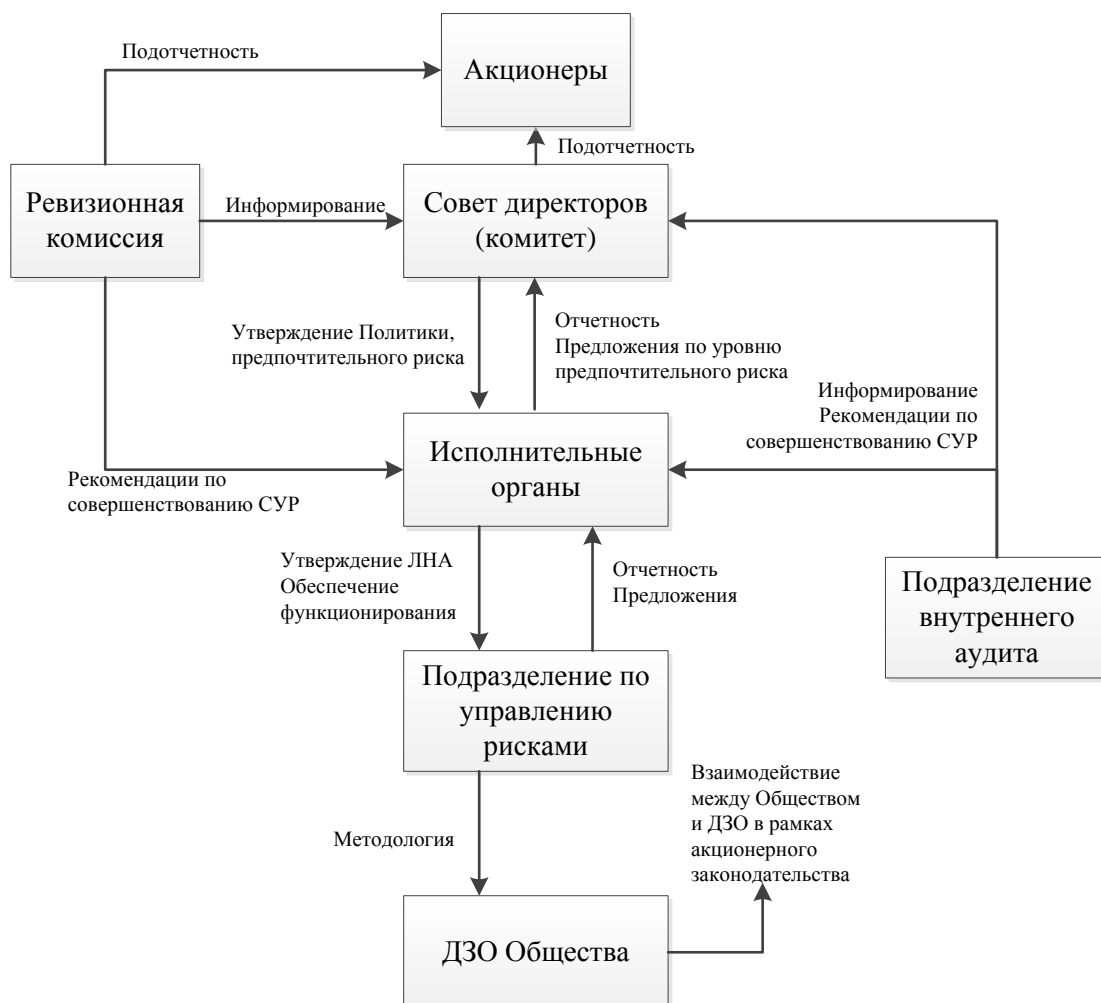 Подотчетность
Акционеры
Подотчетность
Ревизионная
комиссия
Информирование
Совет директоров
(комитет)
Утверждение Политики,
предпочтительного риска
Отчетность
Предложения по уровню
предпочтительного риска
Информирование
Рекомендации по
совершенствованию СУР
Рекомендации по
совершенствованию СУР
Исполнительные
органы
Утверждение ЛНА
Обеспечение
функционирования
Отчетность
Предложения
Подразделение
внутреннего
аудита
Подразделение по
управлению
рисками
Методология
Взаимодействие
между Обществом
и ДЗО в рамках
акционерного
законодательства
ДЗО Общества